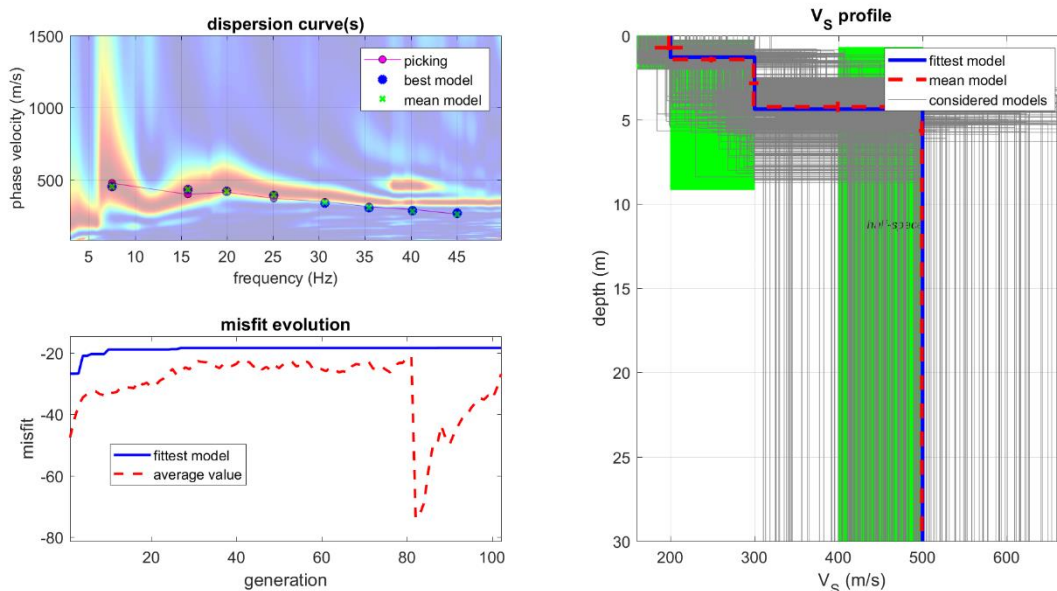 dispersion curve(s)
1500
1000
500
phase velocity (m/s)
picking
best model
mean model
5 10 15 20 25 30 35 40 45
frequency (Hz)
misfit evolution
-20
-40
-60
-80
misfit
fittest model
average value
20 40 60 80 100
generation
V_S profile
0
5
10
15
20
25
30
depth (m)
fittest model
mean model
considered models
200 300 400 500 600
V_S (m/s)